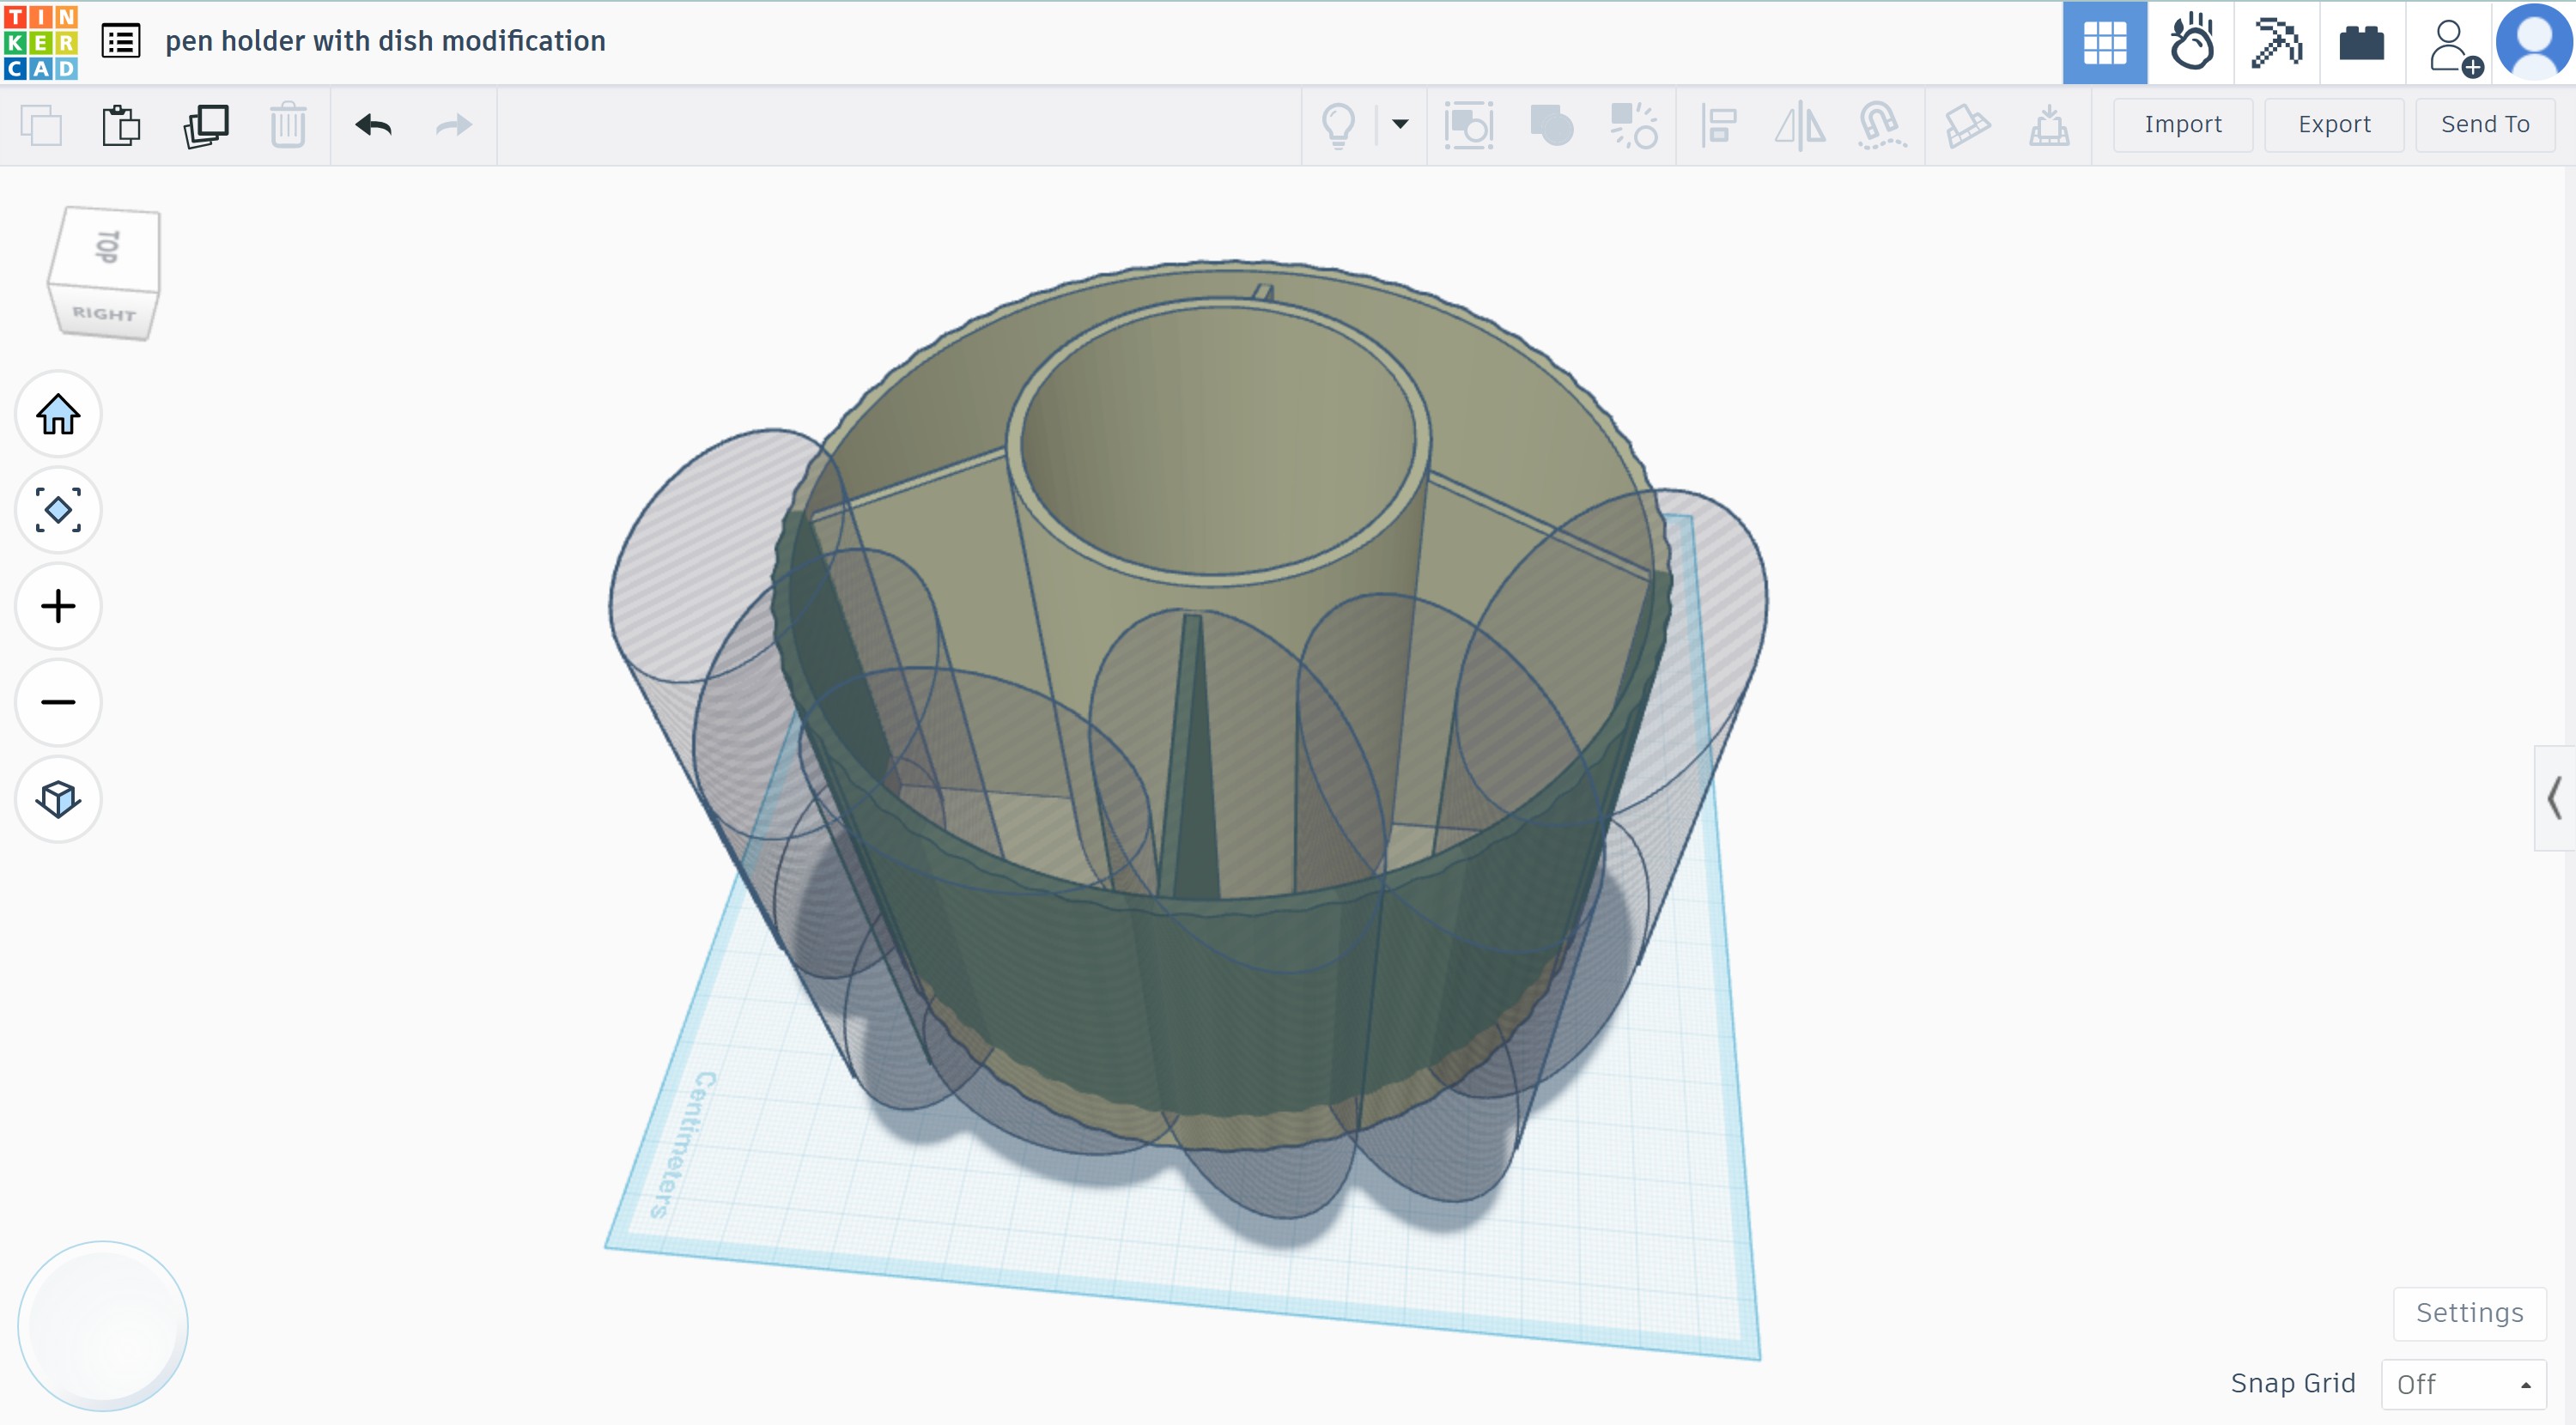 TIN
KER
CAD
pen holder with dish modification
Import
Export
Send To
TOP
RIGHT
Centimeters
Settings
Snap Grid
Off